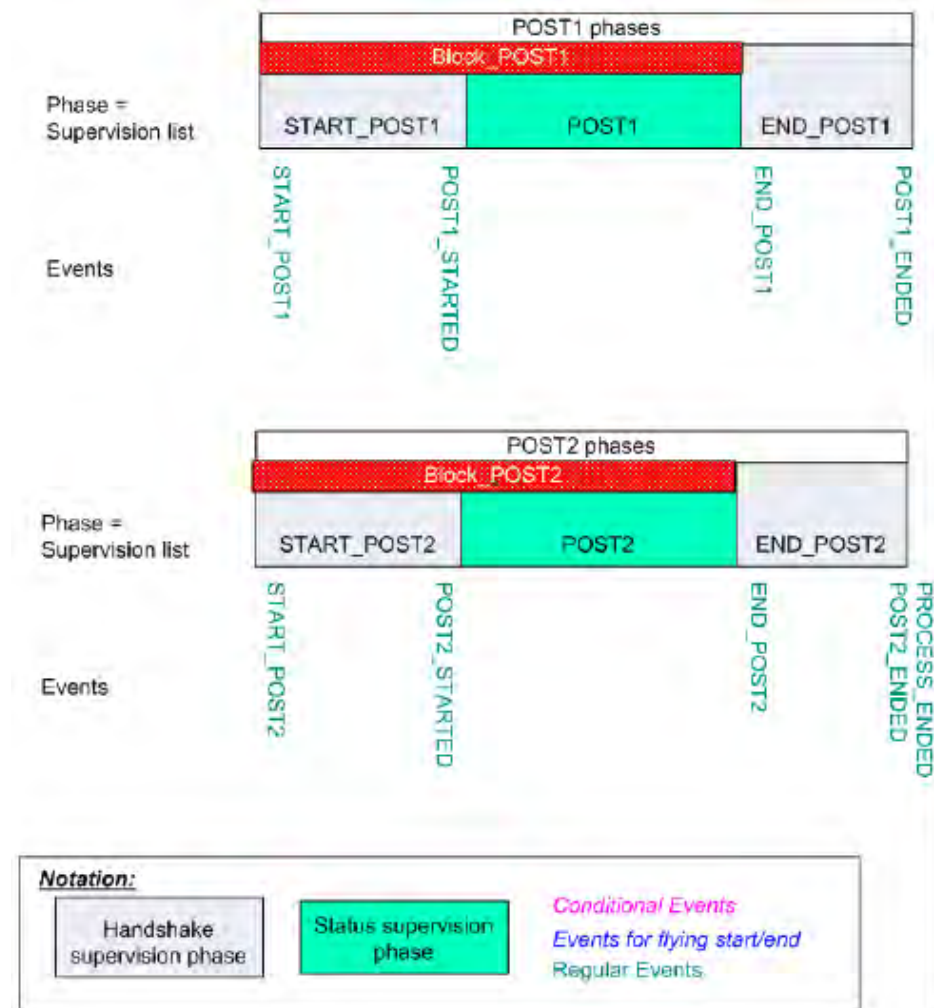 POST1 phases
Block_POST1
Phase =
Supervision list
START_POST1
POST1
END_POST1
Events
START_POST1
POST1_STARTED
END_POST1
POST1_ENDED
POST2 phases
Block_POST2
Phase =
Supervision list
START_POST2
POST2
END_POST2
Events
START_POST2
POST2_STARTED
END_POST2
POST2_ENDED
PROCESS_ENDED
Notation:
Handshake
supervision phase
Status supervision
phase
Conditional Events
Events for flying start/end
Regular Events